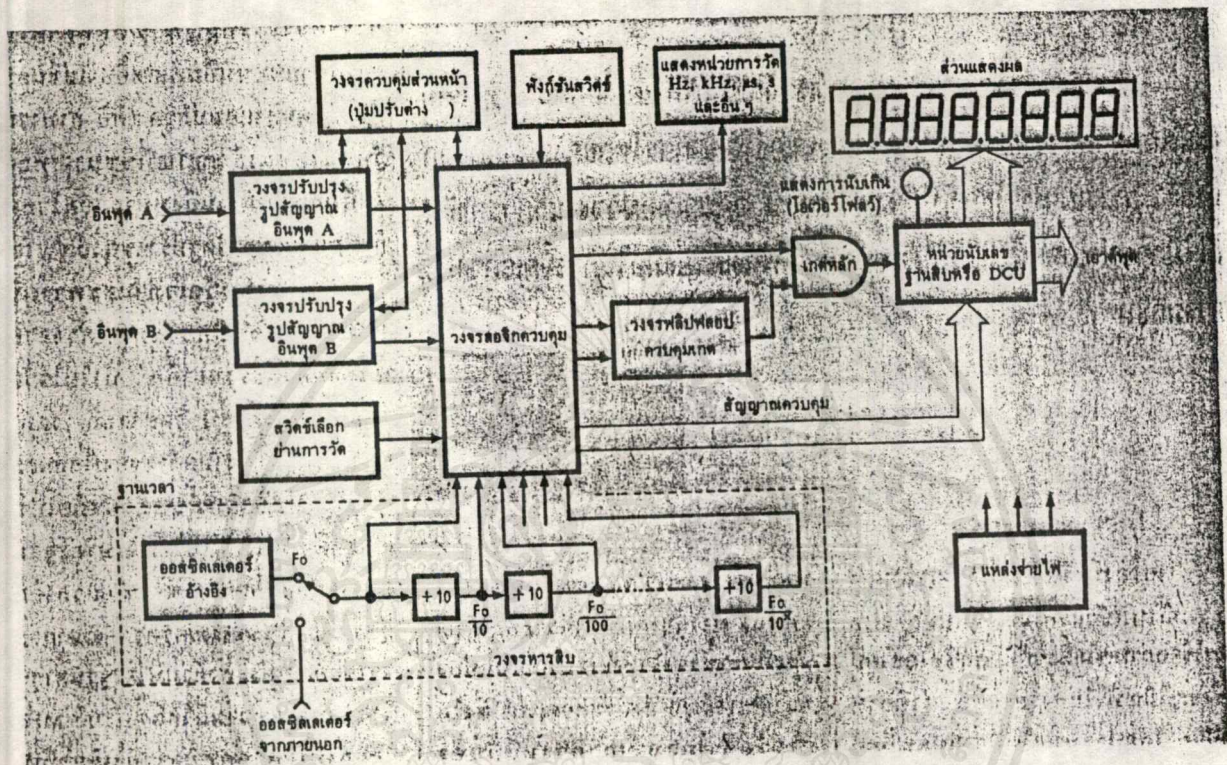 วงจรควบคุมส่วนหน้า
(ปุ่มปรับต่าง )
ฟังก์ชันสวิตช์
แสดงหน่วยการวัด
Hz, kHz, µs, s
และอื่น ๆ
ส่วนแสดงผล
อินพุต A
วงจรปรับปรุง
รูปสัญญาณ
อินพุต A
แสดงการนับเกิน
(โอเวอร์โฟลว์)
เกตหลัก
หน่วยนับเลข
ฐานสิบหรือ DCU
เอาต์พุต
อินพุต B
วงจรปรับปรุง
รูปสัญญาณ
อินพุต B
วงจรลอจิกควบคุม
วงจรฟลิปฟลอป
ควบคุมเกต
สวิตช์เลือก
ย่านการวัด
สัญญาณควบคุม
ฐานเวลา
ออสซิลเลเตอร์
อ้างอิง
Fo
÷10
Fo
10
÷10
Fo
100
÷10
Fo
10ˣ
วงจรหารสิบ
แหล่งจ่ายไฟ
ออสซิลเลเตอร์
จากภายนอก